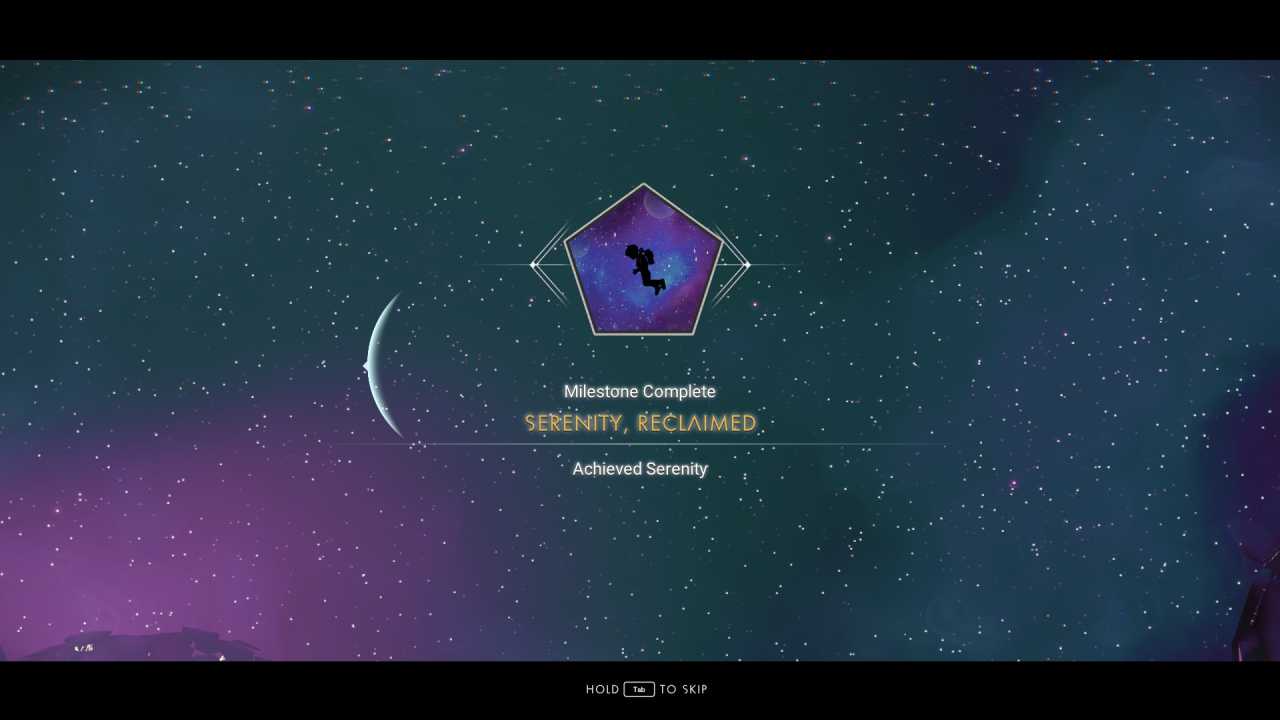 Milestone Complete
SERENITY, RECLAIMED
Achieved Serenity
HOLD Tab TO SKIP